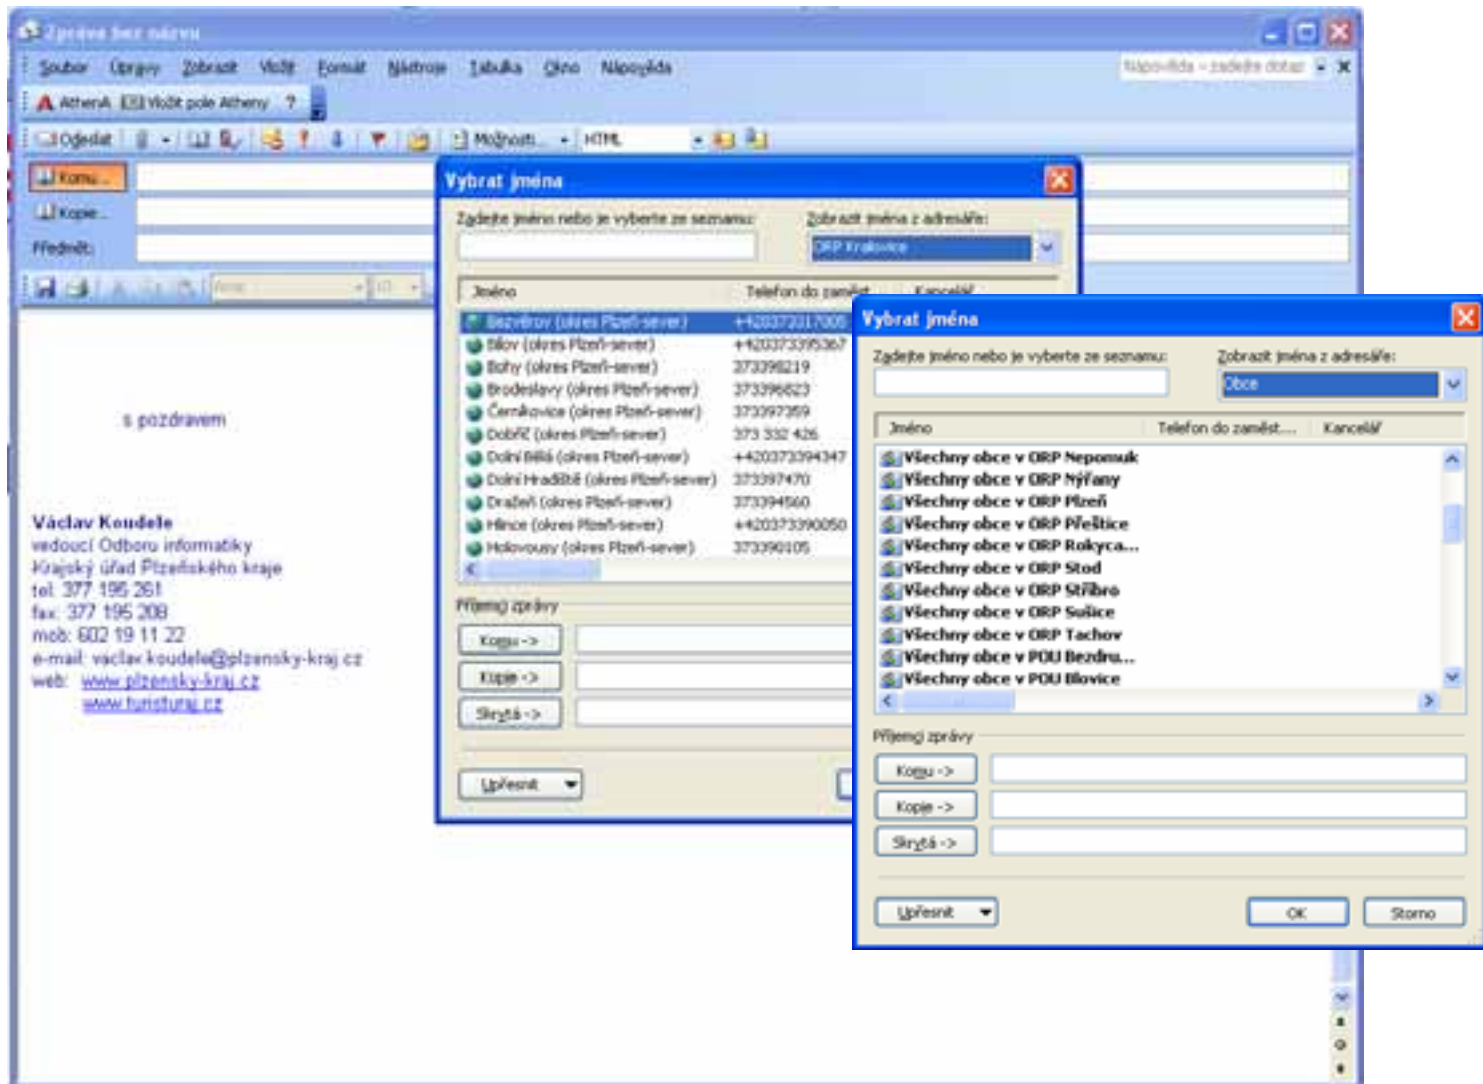 Zpráva bez názvu
Soubor Úpravy Zobrazit Vložit Formát Nástroje Tabulka Okno Nápověda
Nápověda – zadejte dotaz
AthenA Vložit pole Atheny ?
Odeslat Možnosti... HTML
Komu...
Kopie...
Předmět:
s pozdravem
Václav Koudele
vedoucí Odboru informatiky
Krajský úřad Plzeňského kraje
tel: 377 195 261
fax: 377 195 208
mob: 602 19 11 22
e-mail: vaclav.koudele@plzensky-kraj.cz
web: www.plzensky-kraj.cz
www.turisturaj.cz
Vybrat jména
Zadejte jméno nebo je vyberte ze seznamu:
Zobrazit jména z adresáře:
ORP Kralovice
Jméno Telefon do zaměst... Kancelář
Bezvěrov (okres Plzeň-sever) +420373317005
Bílov (okres Plzeň-sever) +420373395367
Bohy (okres Plzeň-sever) 373398219
Brodeslavy (okres Plzeň-sever) 373396823
Černíkovice (okres Plzeň-sever) 373397359
Dobříč (okres Plzeň-sever) 373 332 426
Dolní Bělá (okres Plzeň-sever) +420373394347
Dolní Hradiště (okres Plzeň-sever) 373397470
Dražeň (okres Plzeň-sever) 373394560
Hlince (okres Plzeň-sever) +420373390050
Holovousy (okres Plzeň-sever) 373390105
Příjemci zprávy
Komu ->
Kopie ->
Skrytá ->
Upřesnit
Vybrat jména
Zadejte jméno nebo je vyberte ze seznamu:
Zobrazit jména z adresáře:
Obce
Jméno Telefon do zaměst... Kancelář
Všechny obce v ORP Nepomuk
Všechny obce v ORP Nýřany
Všechny obce v ORP Plzeň
Všechny obce v ORP Přeštice
Všechny obce v ORP Rokyca...
Všechny obce v ORP Stod
Všechny obce v ORP Stříbro
Všechny obce v ORP Sušice
Všechny obce v ORP Tachov
Všechny obce v POU Bezdru...
Všechny obce v POU Blovice
Příjemci zprávy
Komu ->
Kopie ->
Skrytá ->
Upřesnit
OK Storno